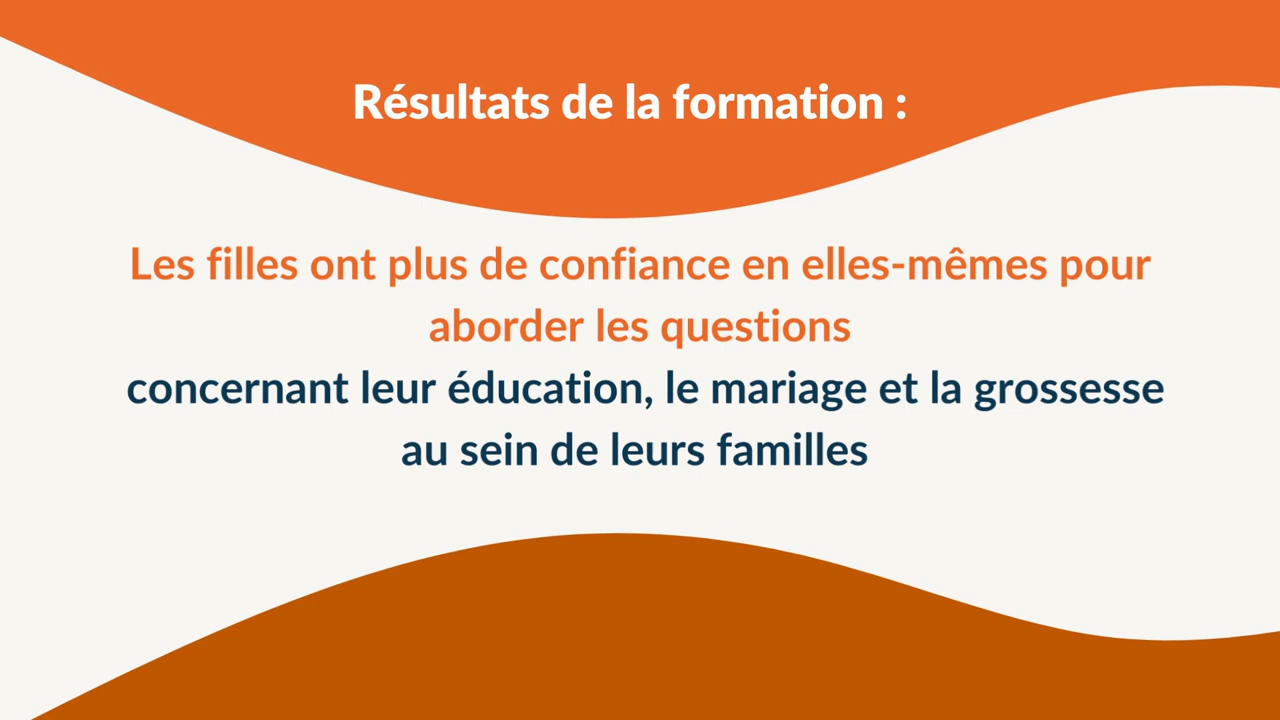 Résultats de la formation :
Les filles ont plus de confiance en elles-mêmes pour
aborder les questions
concernant leur éducation, le mariage et la grossesse
au sein de leurs familles